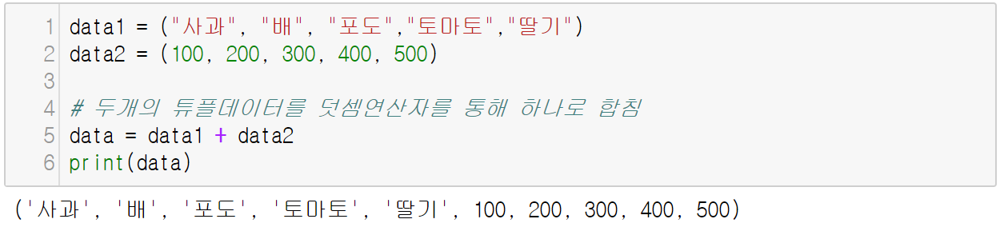 1 data1 = ("사과", "배", "포도","토마토","딸기")
2 data2 = (100, 200, 300, 400, 500)
3
4 # 두개의 튜플데이터를 덧셈연산자를 통해 하나로 합침
5 data = data1 + data2
6 print(data)
('사과', '배', '포도', '토마토', '딸기', 100, 200, 300, 400, 500)